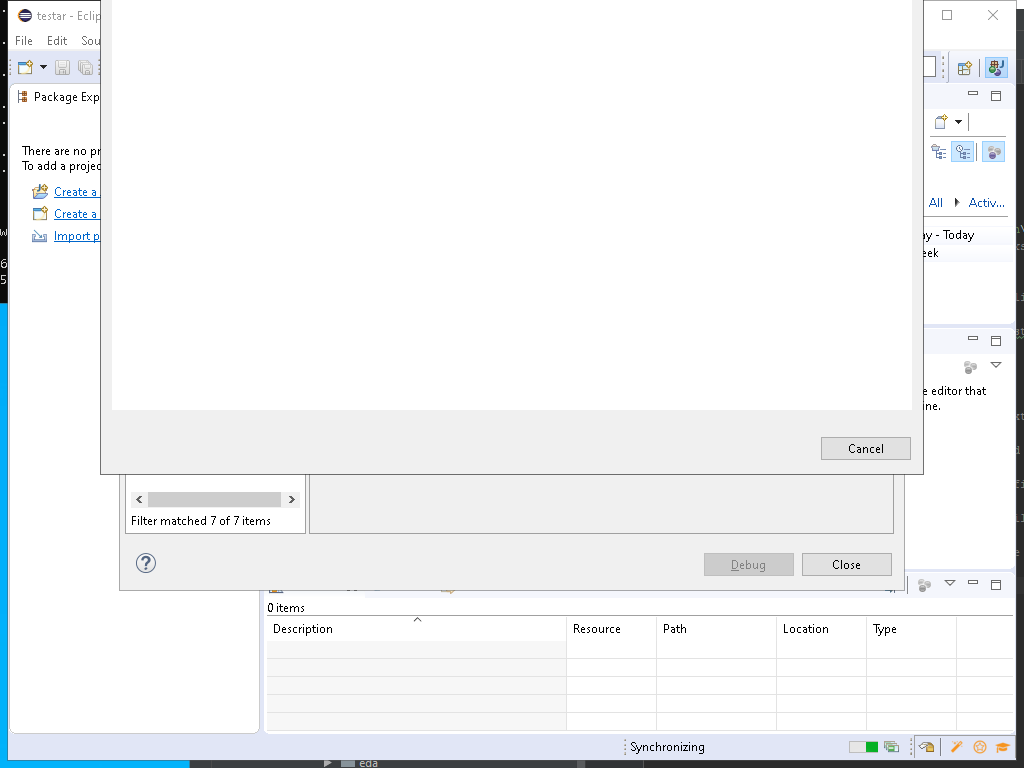 testar - Eclip
File Edit Sou
Package Exp
There are no pr
To add a projec
Create a
Create a
Import p
All Activ...
ay - Today
eek
e editor that
ine.
Cancel
Filter matched 7 of 7 items
Debug Close
0 items
Description Resource Path Location Type
Synchronizing
eda